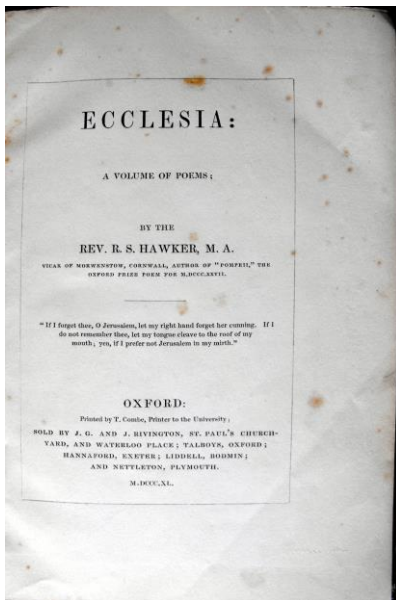 ECCLESIA:
A VOLUME OF POEMS;
BY THE
REV. R. S. HAWKER, M. A.
VICAR OF MORWENSTOW, CORNWALL, AUTHOR OF "POMPEII," THE
OXFORD PRIZE POEM FOR M.DCCC.XXVII.
"If I forget thee, O Jerusalem, let my right hand forget her cunning. If I
do not remember thee, let my tongue cleave to the roof of my
mouth; yea, if I prefer not Jerusalem in my mirth."
OXFORD:
Printed by T. Combe, Printer to the University,
SOLD BY J. G. AND J. RIVINGTON, ST. PAUL'S CHURCH-
YARD, AND WATERLOO PLACE; TALBOYS, OXFORD;
HANNAFORD, EXETER; LIDDELL, BODMIN;
AND NETTLETON, PLYMOUTH.
M.DCCC.XL.